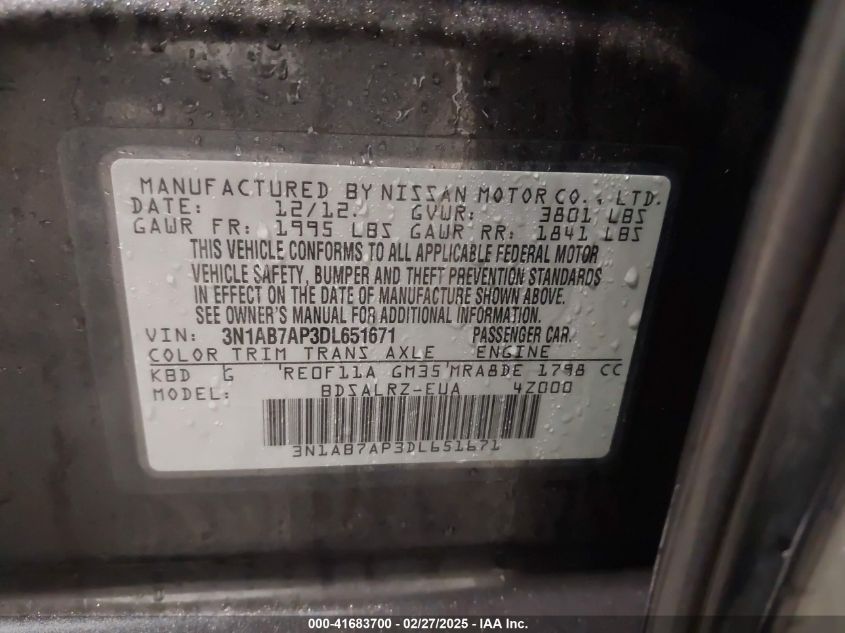 MANUFACTURED BY NISSAN MOTOR CO., LTD.
DATE: 12/12. GVWR: 3801 LBS
GAWR FR: 1995 LBS GAWR RR: 1841 LBS
THIS VEHICLE CONFORMS TO ALL APPLICABLE FEDERAL MOTOR
VEHICLE SAFETY, BUMPER AND THEFT PREVENTION STANDARDS
IN EFFECT ON THE DATE OF MANUFACTURE SHOWN ABOVE.
SEE OWNER'S MANUAL FOR ADDITIONAL INFORMATION.
VIN: 3N1AB7AP3DL651671 PASSENGER CAR.
COLOR TRIM TRANS AXLE ENGINE
KBD G RE0F11A GM35 MRA8DE 1798 CC
MODEL: BDSALRZ-EUA 4Z000
3N1AB7AP3DL651671
000-41683700 - 02/27/2025 - IAA Inc.